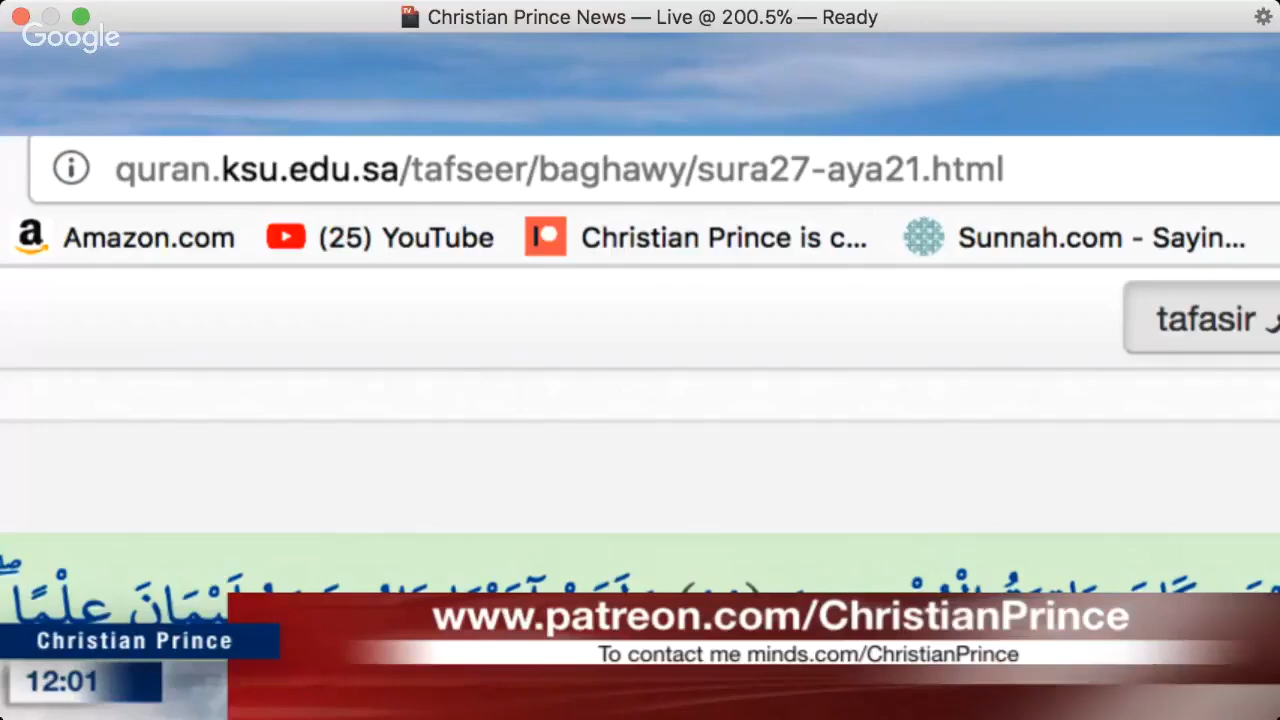 Christian Prince News — Live @ 200.5% — Ready
Google
quran.ksu.edu.sa/tafseer/baghawy/sura27-aya21.html
Amazon.com (25) YouTube Christian Prince is c... Sunnah.com - Sayin...
tafasir
عِلْمًا
www.patreon.com/ChristianPrince
Christian Prince
To contact me minds.com/ChristianPrince
12:01